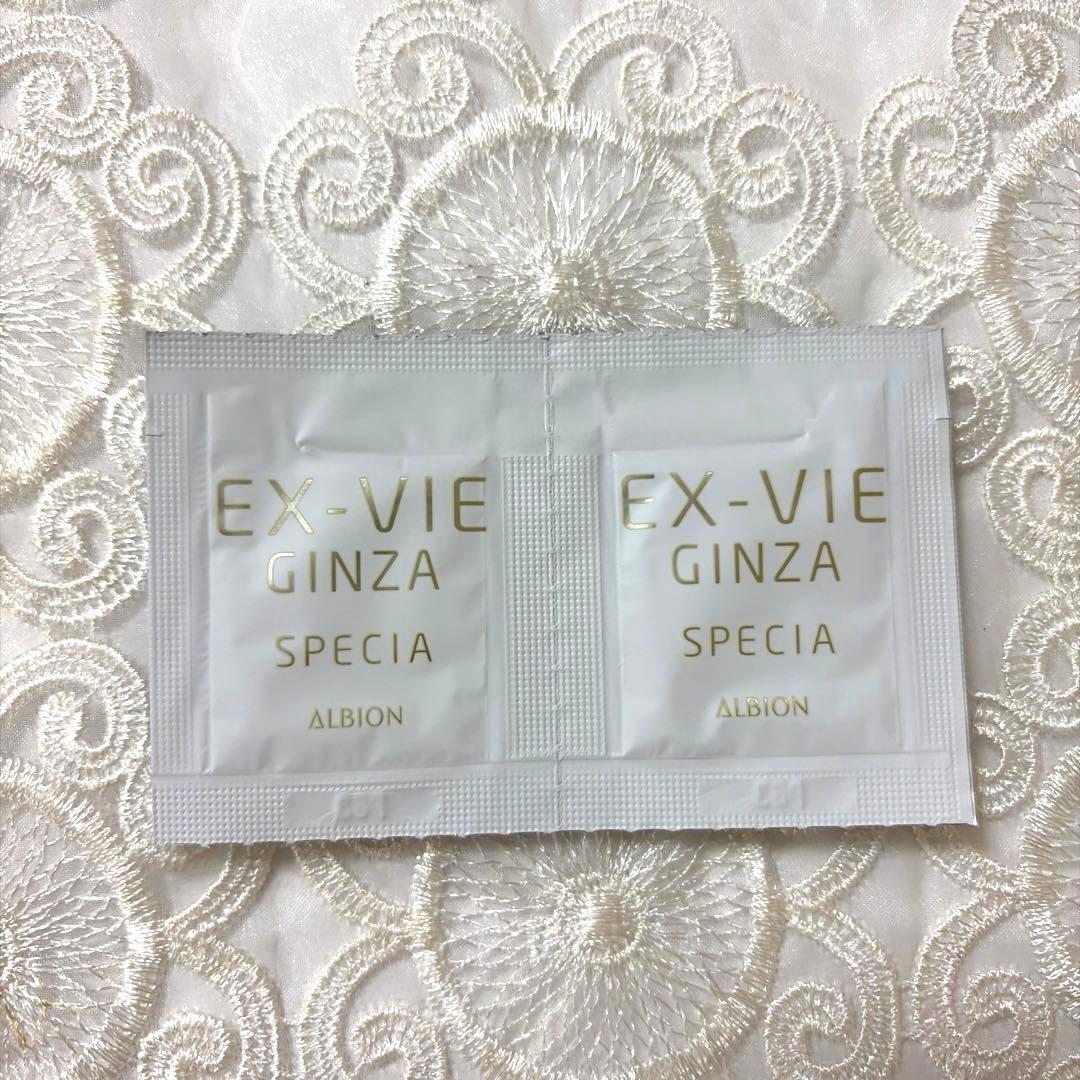 EX-VIE
GINZA
SPECIA
ALBION
EX-VIE
GINZA
SPECIA
ALBION